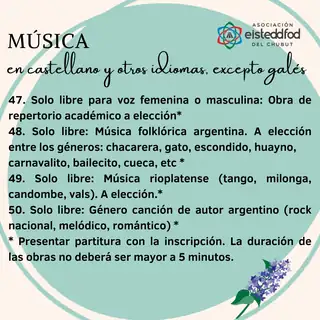 ASOCIACIÓN
eisteddfod
DEL CHUBUT
MÚSICA
en castellano y otros idiomas, excepto galés
47. Solo libre para voz femenina o masculina: Obra de
repertorio académico a elección*
48. Solo libre: Música folklórica argentina. A elección
entre los géneros: chacarera, gato, escondido, huayno,
carnavalito, bailecito, cueca, etc *
49. Solo libre: Música rioplatense (tango, milonga,
candombe, vals). A elección.*
50. Solo libre: Género canción de autor argentino (rock
nacional, melódico, romántico) *
* Presentar partitura con la inscripción. La duración de
las obras no deberá ser mayor a 5 minutos.